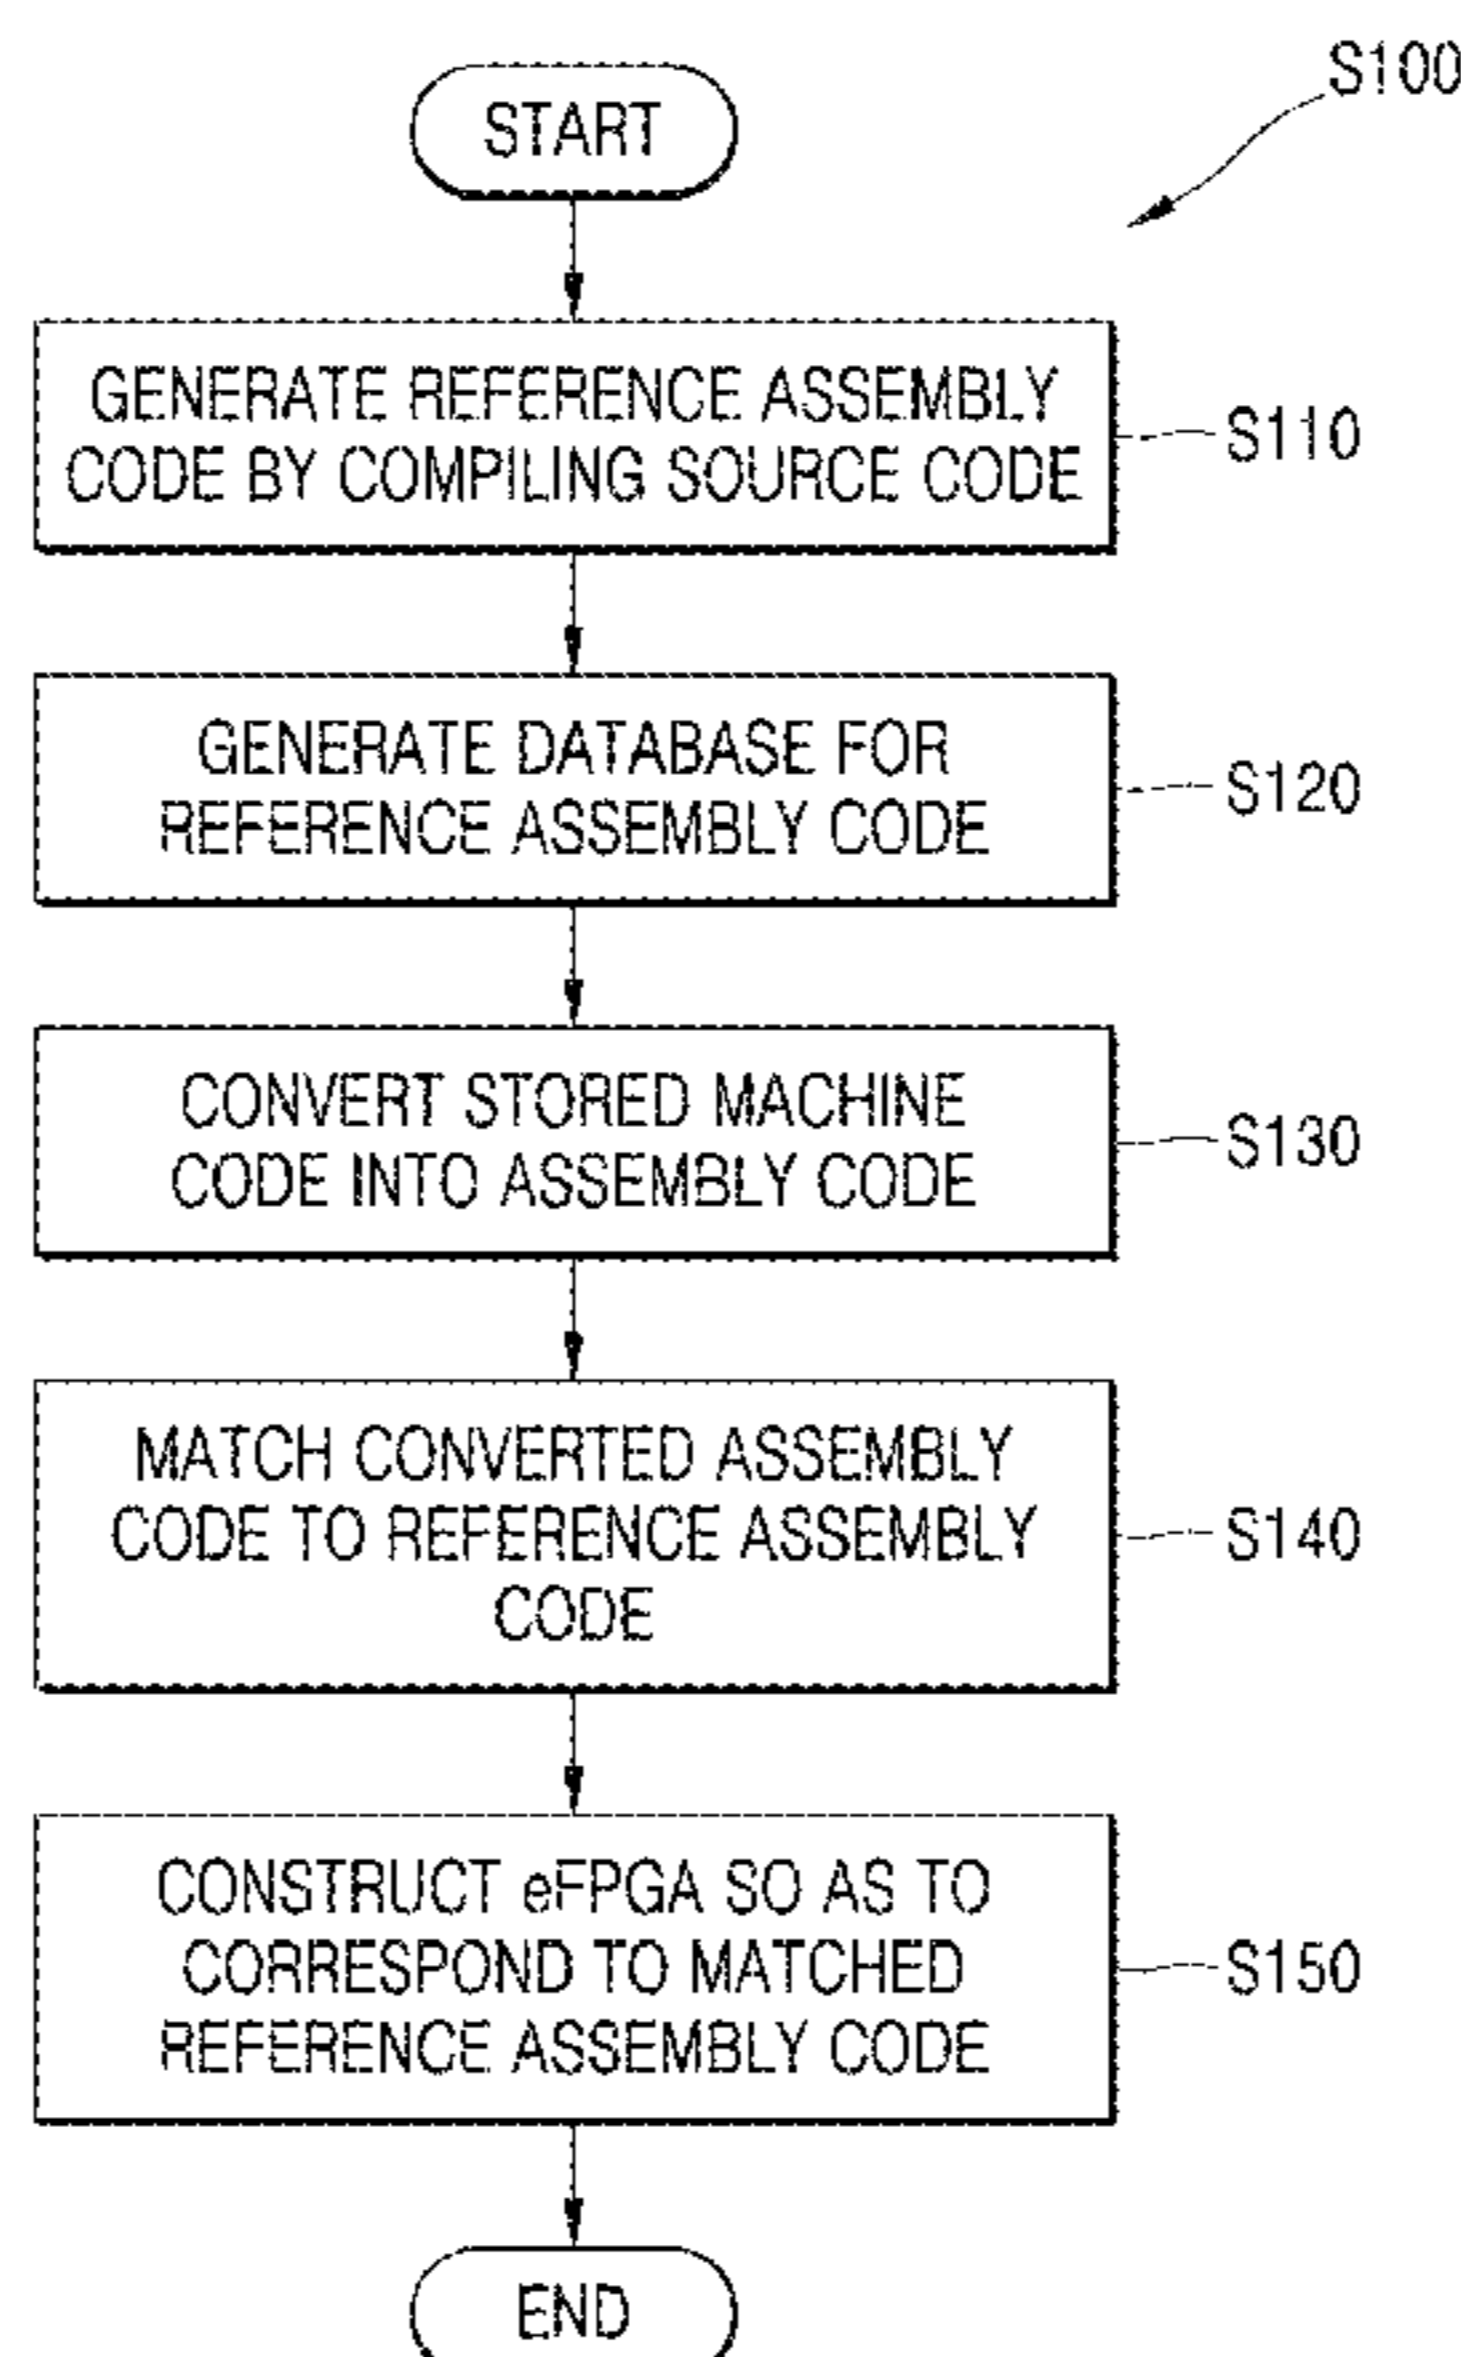 S100
START
GENERATE REFERENCE ASSEMBLY
CODE BY COMPILING SOURCE CODE
S110
GENERATE DATABASE FOR
REFERENCE ASSEMBLY CODE
S120
CONVERT STORED MACHINE
CODE INTO ASSEMBLY CODE
S130
MATCH CONVERTED ASSEMBLY
CODE TO REFERENCE ASSEMBLY
CODE
S140
CONSTRUCT eFPGA SO AS TO
CORRESPOND TO MATCHED
REFERENCE ASSEMBLY CODE
S150
END